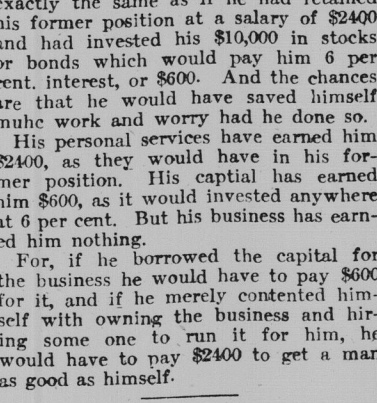 exactly the same as if he had retained
his former position at a salary of $2400
and had invested his $10,000 in stocks
or bonds which would pay him 6 per
cent. interest, or $600. And the chances
are that he would have saved himself
muhc work and worry had he done so.
His personal services have earned him
$2400, as they would have in his for-
mer position. His captial has earned
him $600, as it would invested anywhere
at 6 per cent. But his business has earn-
ed him nothing.
For, if he borrowed the capital for
the business he would have to pay $600
for it, and if he merely contented him-
self with owning the business and hir-
ing some one to run it for him, he
would have to pay $2400 to get a man
as good as himself.